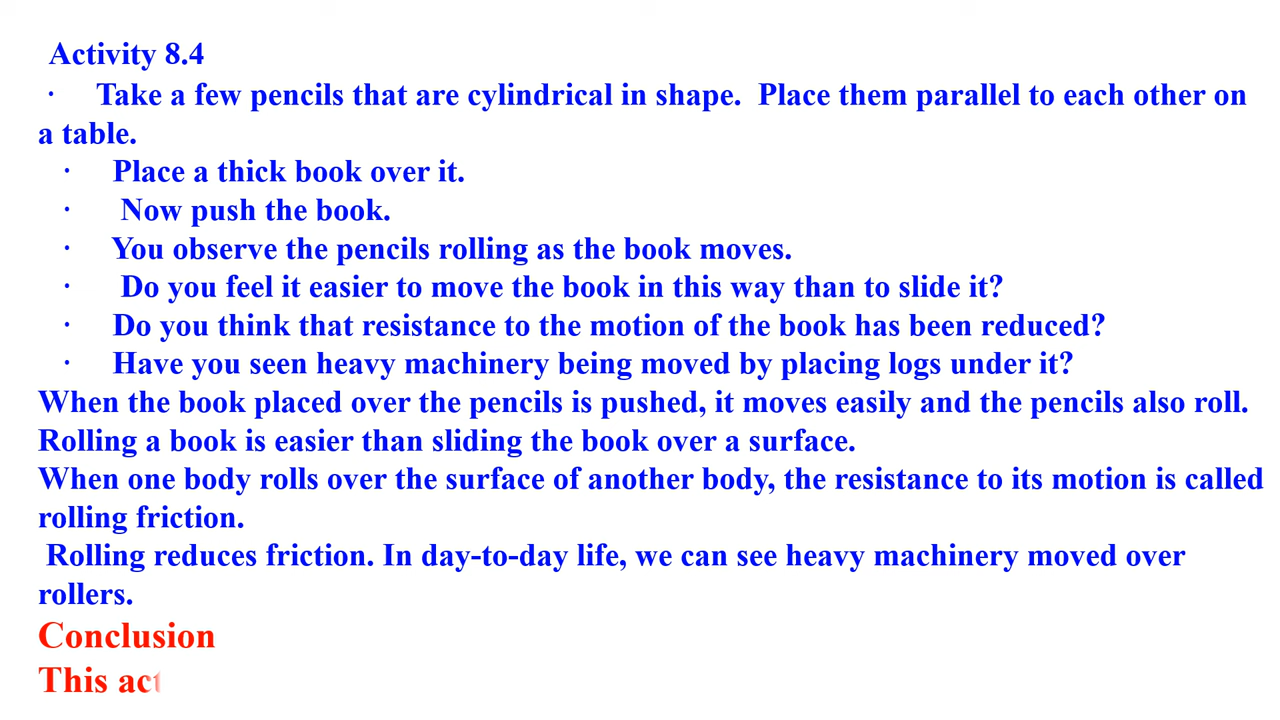 Activity 8.4
· Take a few pencils that are cylindrical in shape. Place them parallel to each other on
a table.
· Place a thick book over it.
· Now push the book.
· You observe the pencils rolling as the book moves.
· Do you feel it easier to move the book in this way than to slide it?
· Do you think that resistance to the motion of the book has been reduced?
· Have you seen heavy machinery being moved by placing logs under it?
When the book placed over the pencils is pushed, it moves easily and the pencils also roll.
Rolling a book is easier than sliding the book over a surface.
When one body rolls over the surface of another body, the resistance to its motion is called
rolling friction.
Rolling reduces friction. In day-to-day life, we can see heavy machinery moved over
rollers.
Conclusion
This act